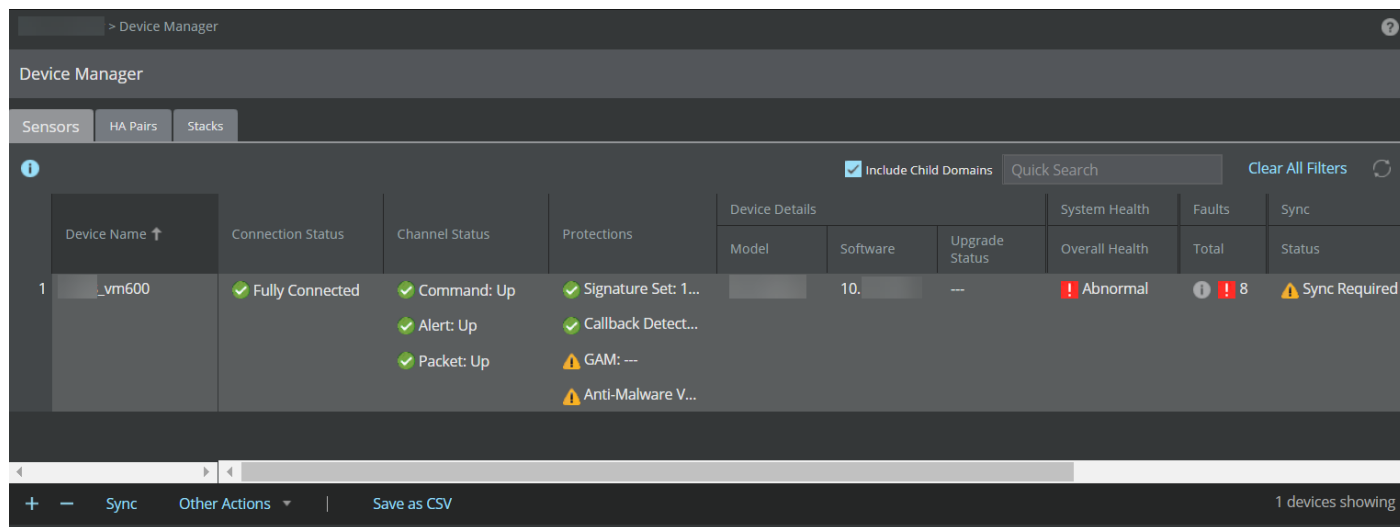 > Device Manager
Device Manager
Sensors HA Pairs Stacks
Include Child Domains Quick Search Clear All Filters
Device Details System Health Faults Sync
Device Name Connection Status Channel Status Protections
Model Software Upgrade Status Overall Health Total Status
1 _vm600 Fully Connected Command: Up Signature Set: 1... 10. --- Abnormal 8 Sync Required
Alert: Up Callback Detect...
Packet: Up GAM: ---
Anti-Malware V...
+ − Sync Other Actions | Save as CSV 1 devices showing